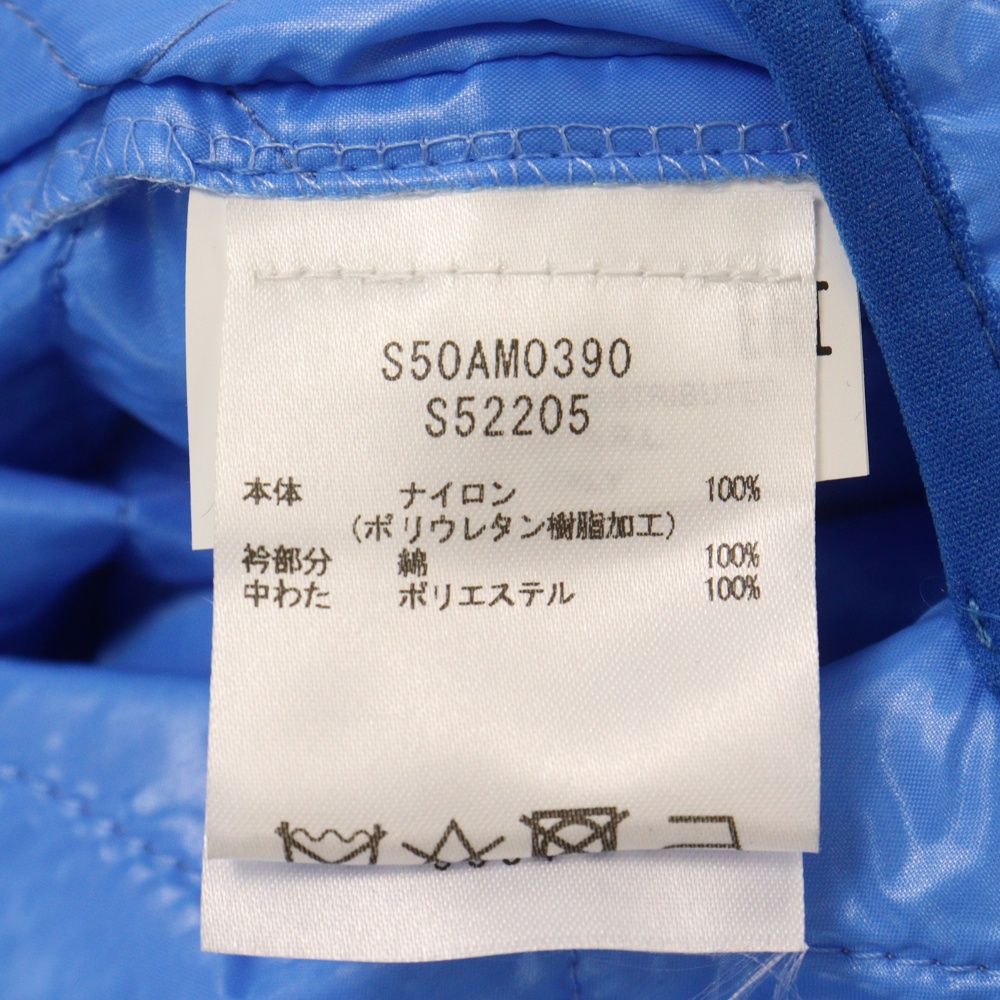 S50AM0390
S52205
本体 ナイロン 100%
(ポリウレタン樹脂加工)
衿部分 綿 100%
中わた ポリエステル 100%